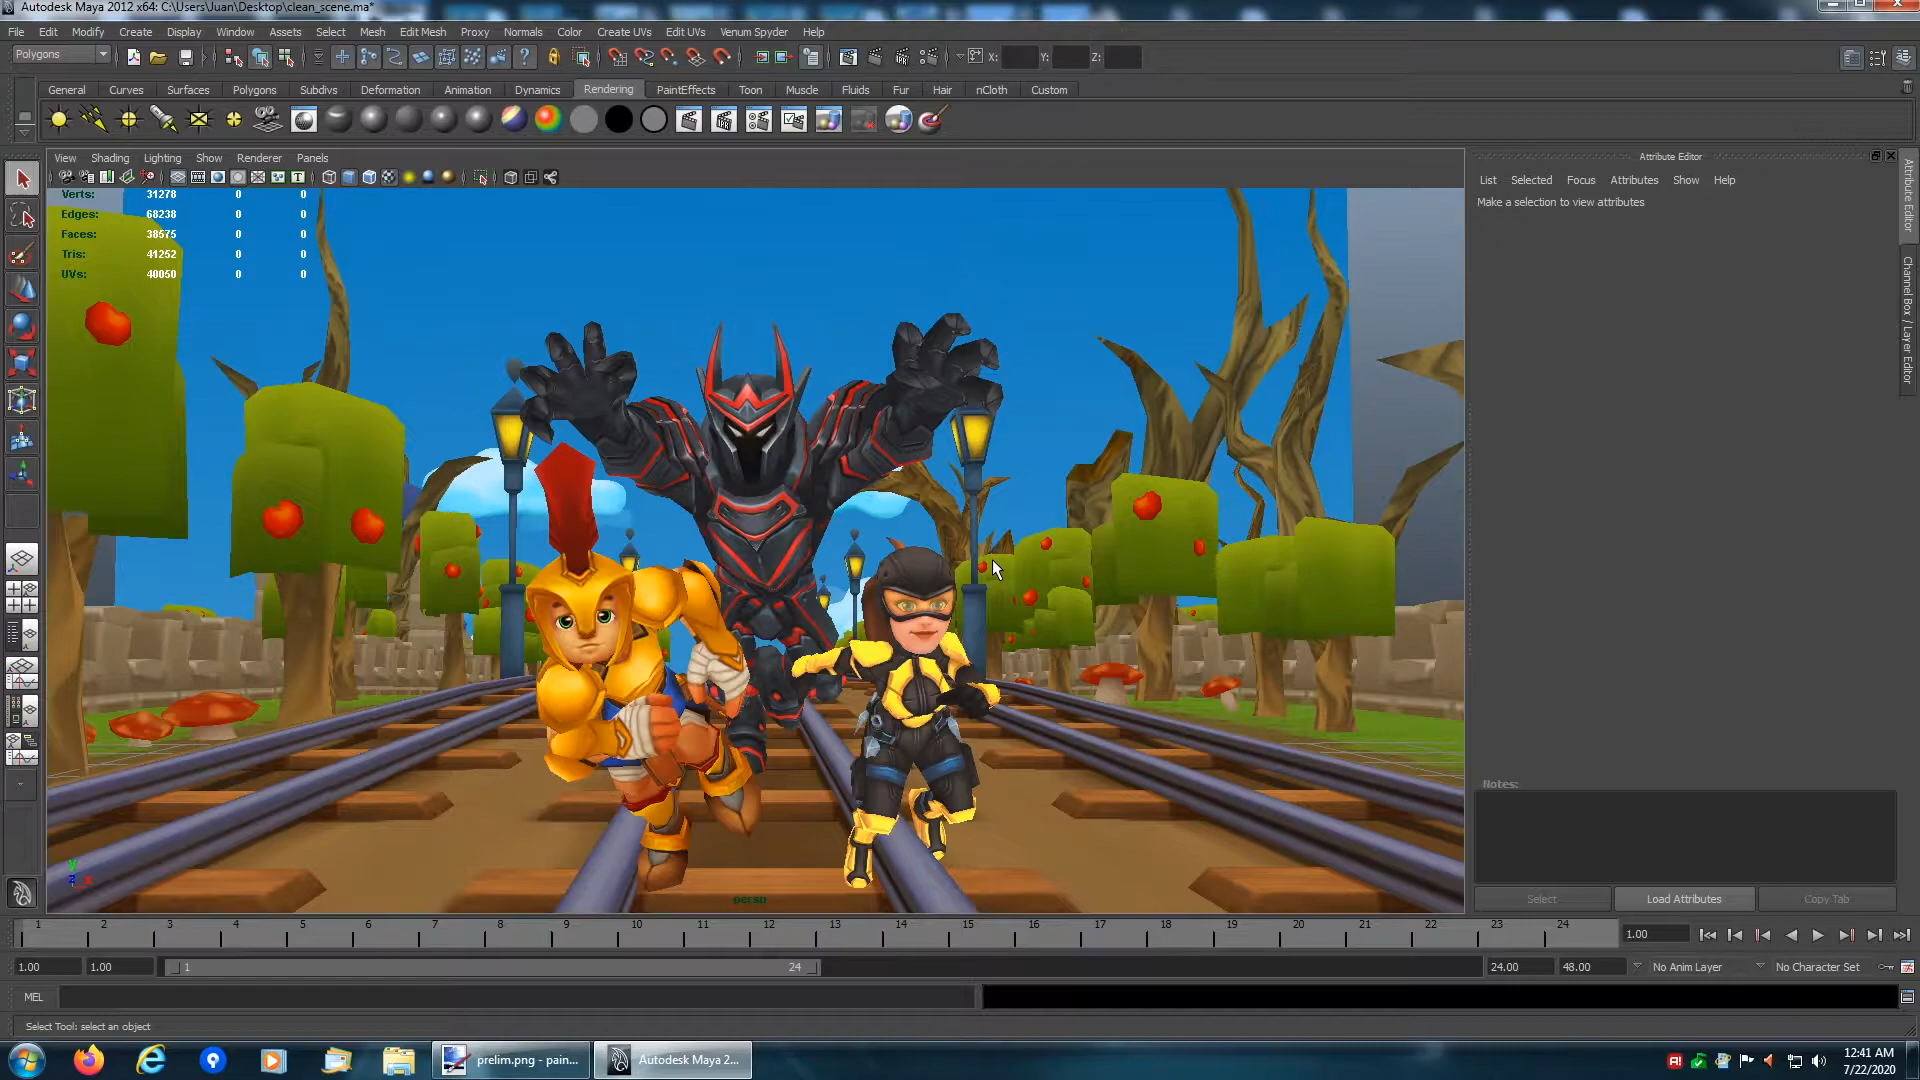 Autodesk Maya 2012 x64: C:\Users\Juan\Desktop\clean_scene.ma*
File Edit Modify Create Display Window Assets Select Mesh Edit Mesh Proxy Normals Color Create UVs Edit UVs Venum Spyder Help
Polygons X: Y: Z:
General Curves Surfaces Polygons Subdivs Deformation Animation Dynamics Rendering PaintEffects Toon Muscle Fluids Fur Hair nCloth Custom
View Shading Lighting Show Renderer Panels
Verts: 31278 0 0
Edges: 68238 0 0
Faces: 38575 0 0
Tris: 41252 0 0
UVs: 40050 0 0
persp
y
z x
Attribute Editor
List Selected Focus Attributes Show Help
Make a selection to view attributes
Attribute Editor
Channel Box / Layer Editor
Notes:
Select Load Attributes Copy Tab
1 2 3 4 5 6 7 8 9 10 11 12 13 14 15 16 17 18 19 20 21 22 23 24 1.00
1.00 1.00 1 24 24.00 48.00 No Anim Layer No Character Set
MEL
Select Tool: select an object
prelim.png - pain... Autodesk Maya 2...
12:41 AM
7/22/2020